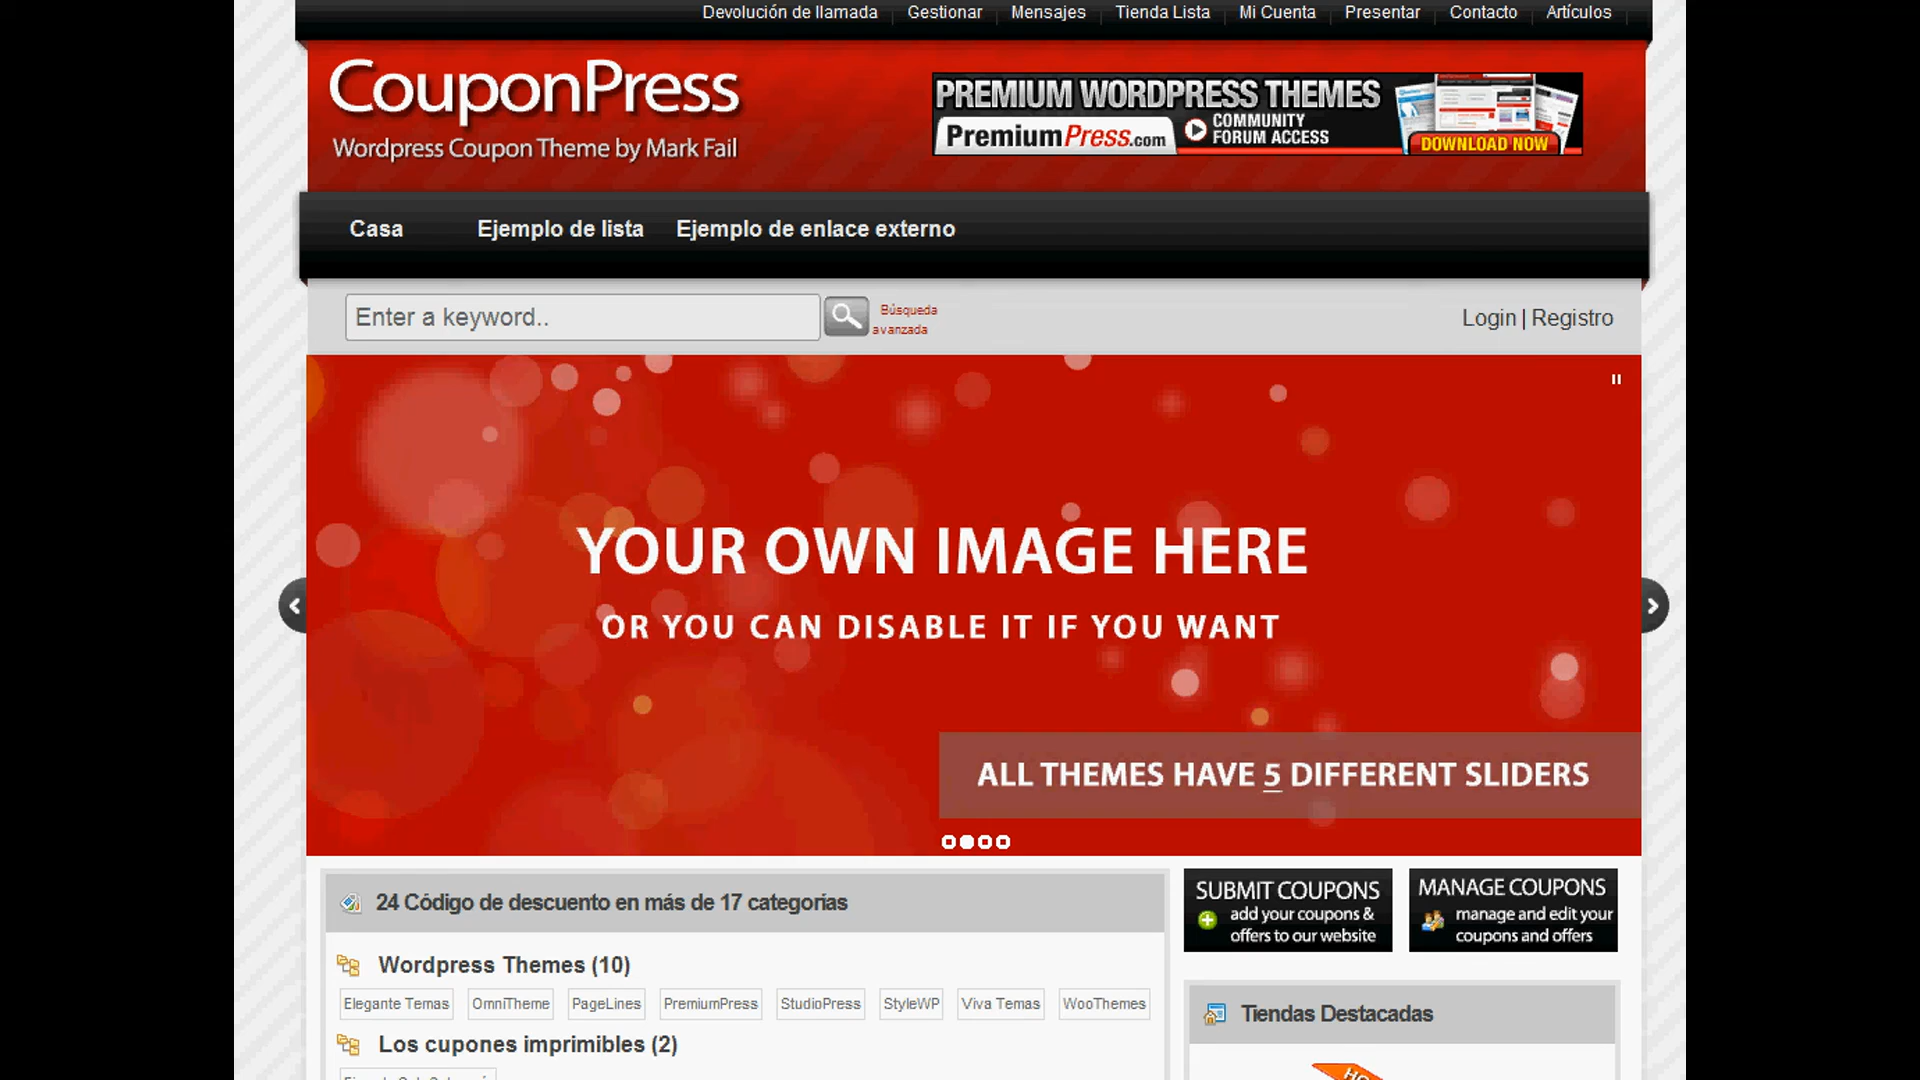 Devolución de llamada Gestionar Mensajes Tienda Lista Mi Cuenta Presentar Contacto Artículos
CouponPress
Wordpress Coupon Theme by Mark Fail
PREMIUM WORDPRESS THEMES
PremiumPress.com
COMMUNITY
FORUM ACCESS
DOWNLOAD NOW
Casa Ejemplo de lista Ejemplo de enlace externo
Enter a keyword..
Búsqueda
avanzada
Login | Registro
YOUR OWN IMAGE HERE
OR YOU CAN DISABLE IT IF YOU WANT
ALL THEMES HAVE 5 DIFFERENT SLIDERS
24 Código de descuento en más de 17 categorías
Wordpress Themes (10)
Elegante Temas OmniTheme PageLines PremiumPress StudioPress StyleWP Viva Temas WooThemes
Los cupones imprimibles (2)
SUBMIT COUPONS
add your coupons &
offers to our website
MANAGE COUPONS
manage and edit your
coupons and offers
Tiendas Destacadas